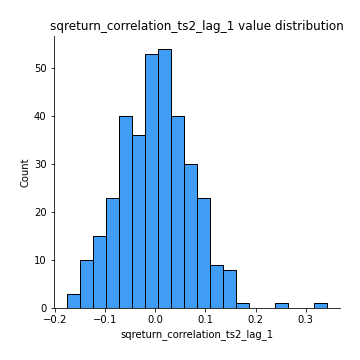 sqreturn_correlation_ts2_lag_1 value distribution
50
40
30
20
10
0
Count
−0.2 −0.1 0.0 0.1 0.2 0.3
sqreturn_correlation_ts2_lag_1